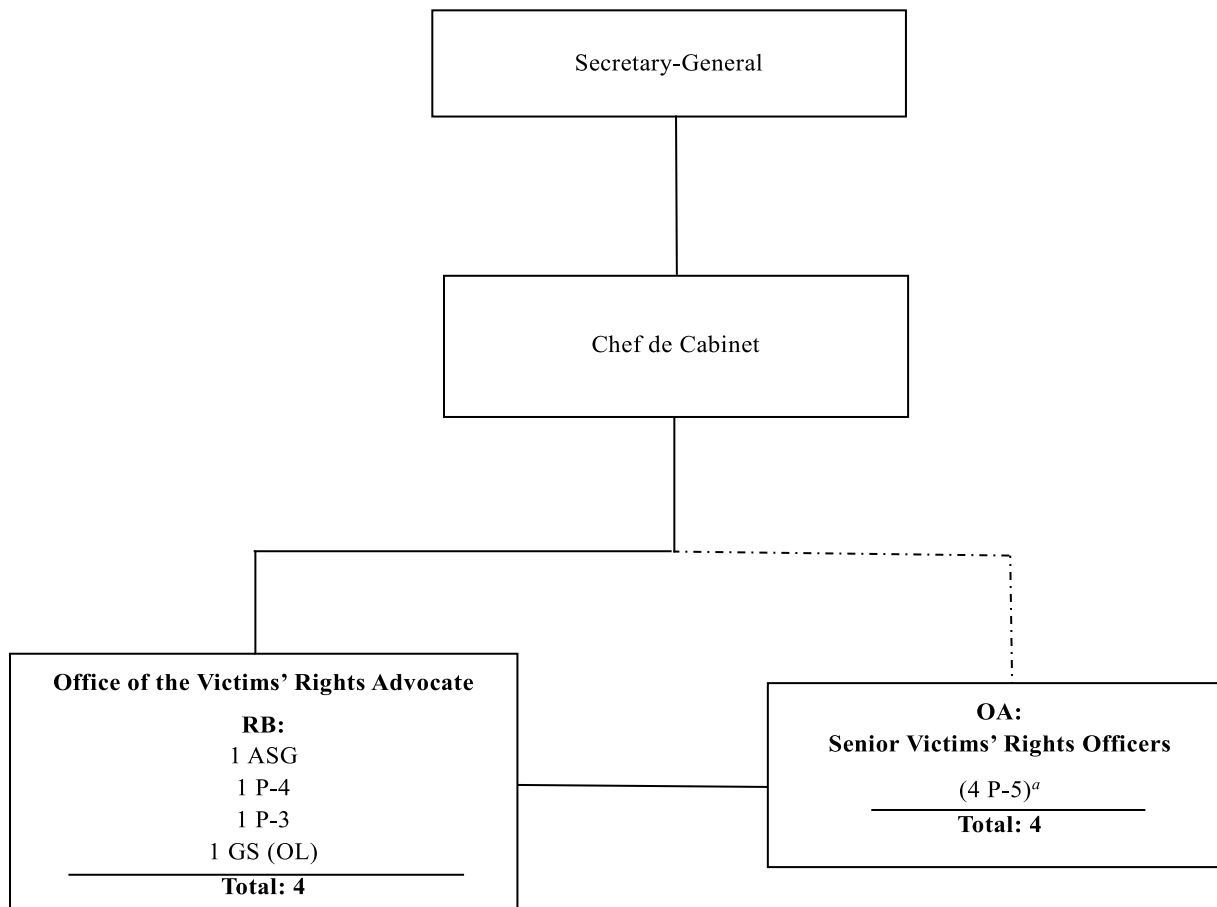 Secretary-General
Chef de Cabinet
Office of the Victims’ Rights Advocate
RB:
1 ASG
1 P-4
1 P-3
1 GS (OL)
Total: 4
OA:
Senior Victims’ Rights Officers
(4 P-5)a
Total: 4